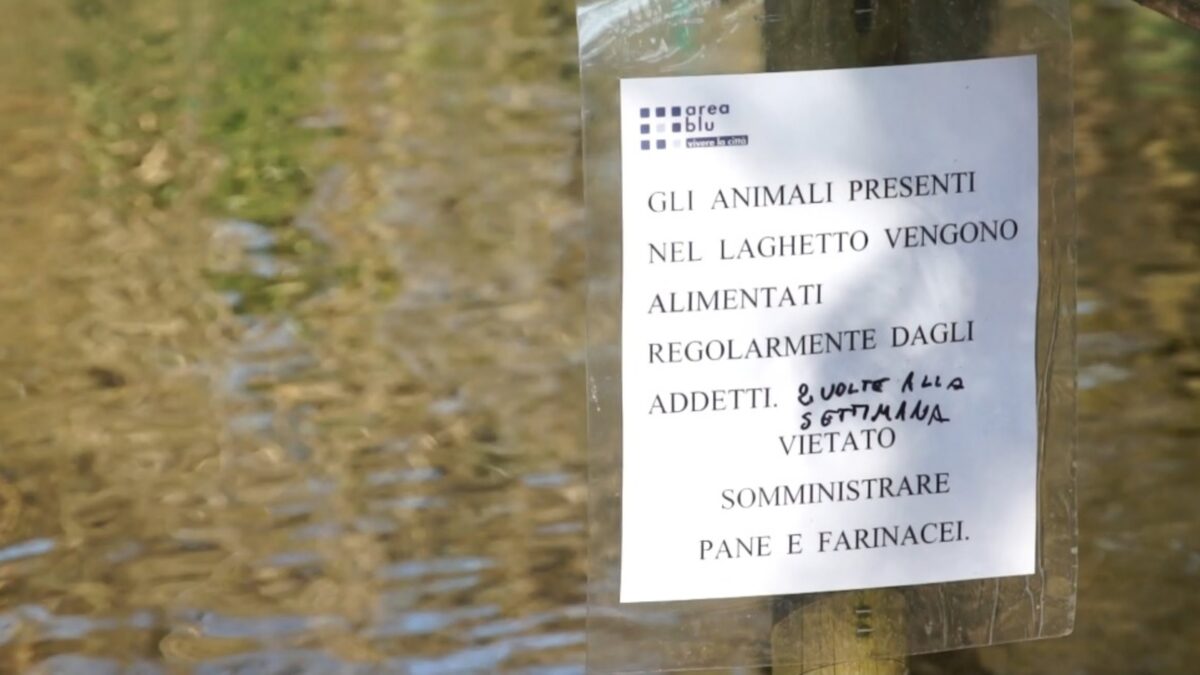 area
blu
vivere la città
GLI ANIMALI PRESENTI
NEL LAGHETTO VENGONO
ALIMENTATI
REGOLARMENTE DAGLI
ADDETTI. 2 VOLTE ALLA
SETTIMANA
VIETATO
SOMMINISTRARE
PANE E FARINACEI.